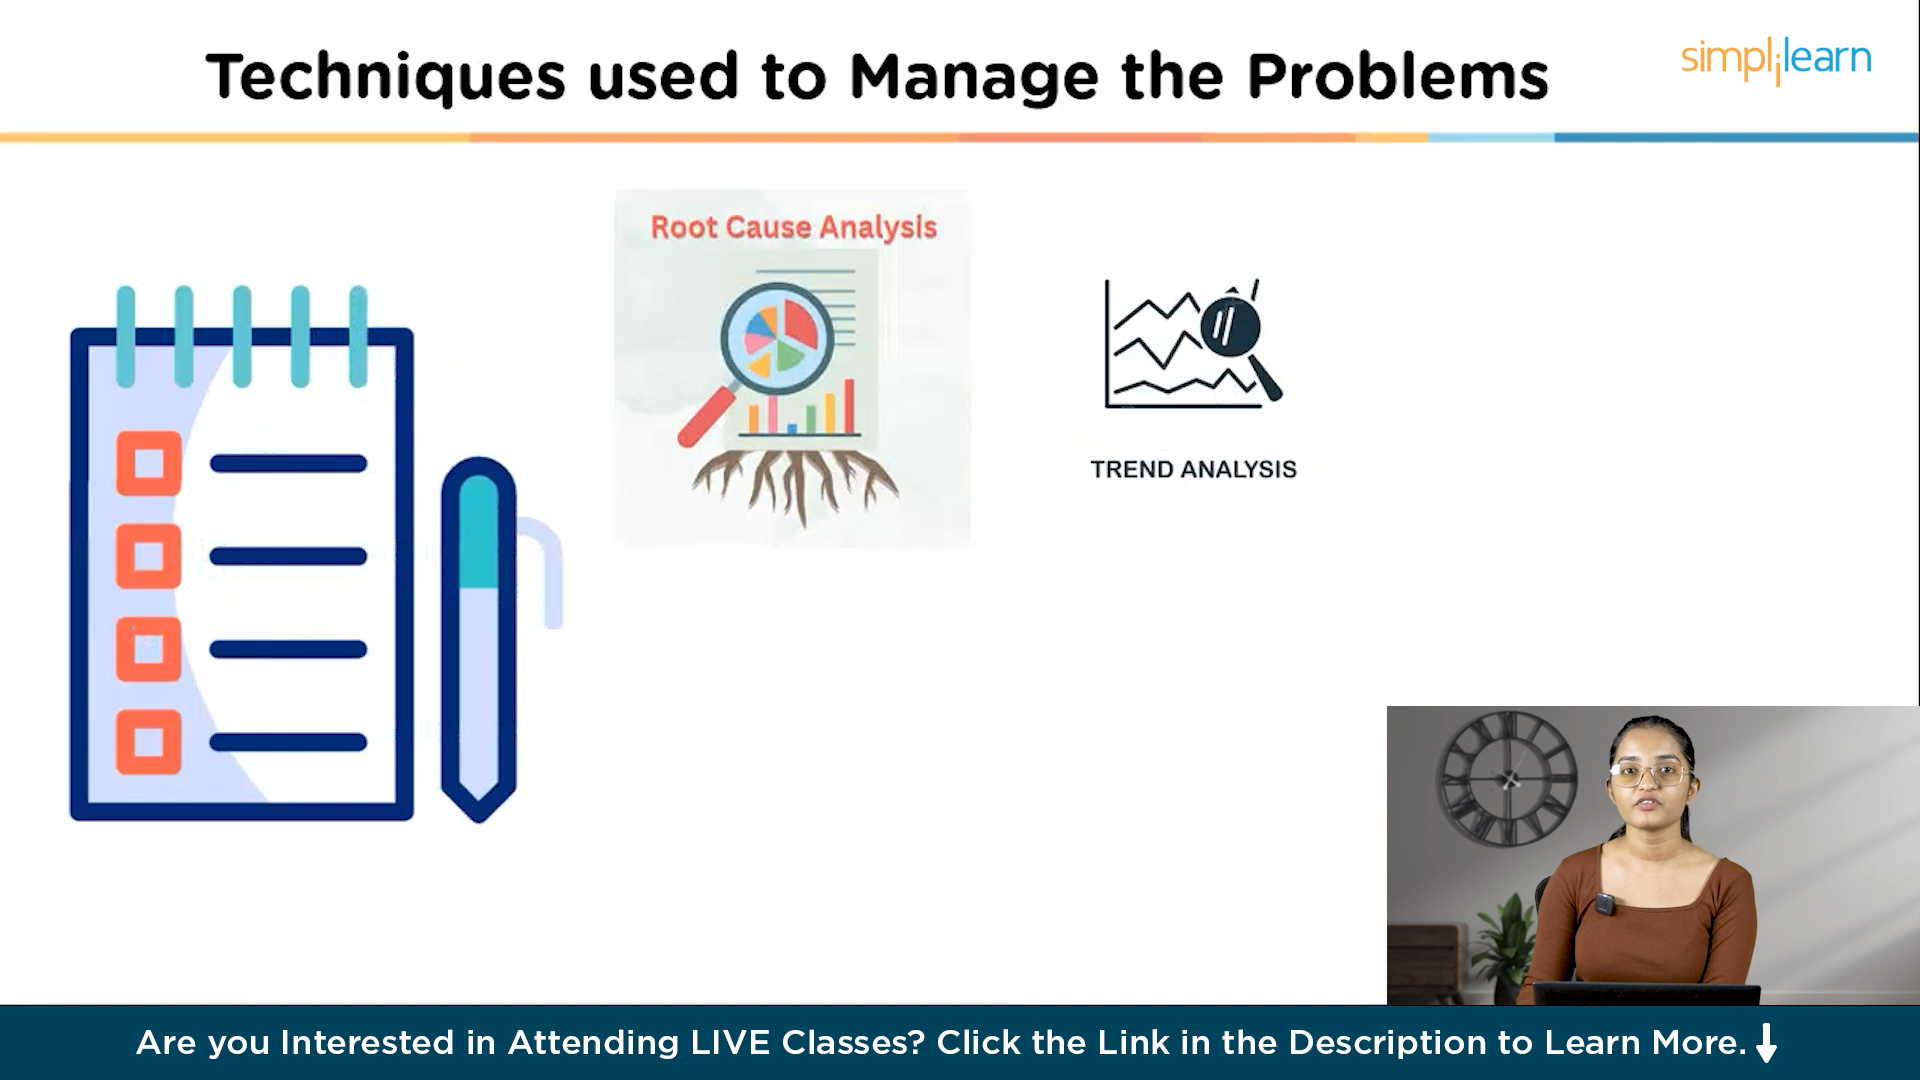 Techniques used to Manage the Problems
simplilearn
Root Cause Analysis
TREND ANALYSIS
Are you Interested in Attending LIVE Classes? Click the Link in the Description to Learn More.